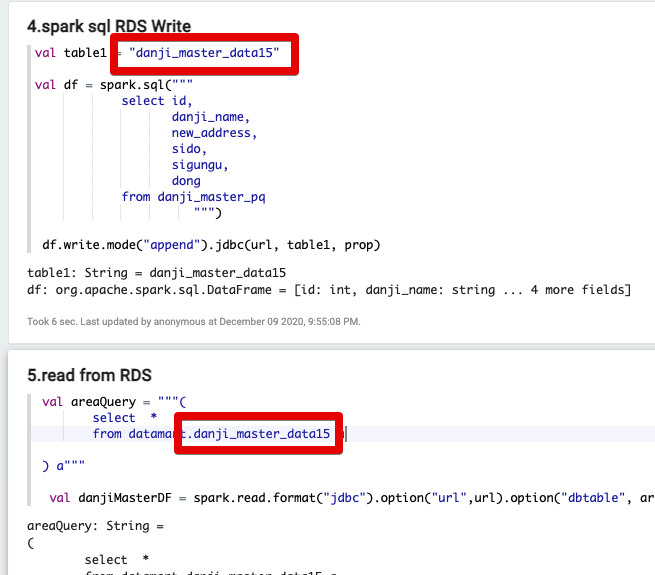 4.spark sql RDS Write
val table1 = "danji_master_data15"
val df = spark.sql("""
select id,
danji_name,
new_address,
sido,
sigungu,
dong
from danji_master_pq
""")
df.write.mode("append").jdbc(url, table1, prop)
table1: String = danji_master_data15
df: org.apache.spark.sql.DataFrame = [id: int, danji_name: string ... 4 more fields]
Took 6 sec. Last updated by anonymous at December 09 2020, 9:55:08 PM.
5.read from RDS
val areaQuery = """(
select *
from datamart.danji_master_data15
) a"""
val danjiMasterDF = spark.read.format("jdbc").option("url",url).option("dbtable", ar
areaQuery: String =
(
select *
from datamart.danji_master_data15 a